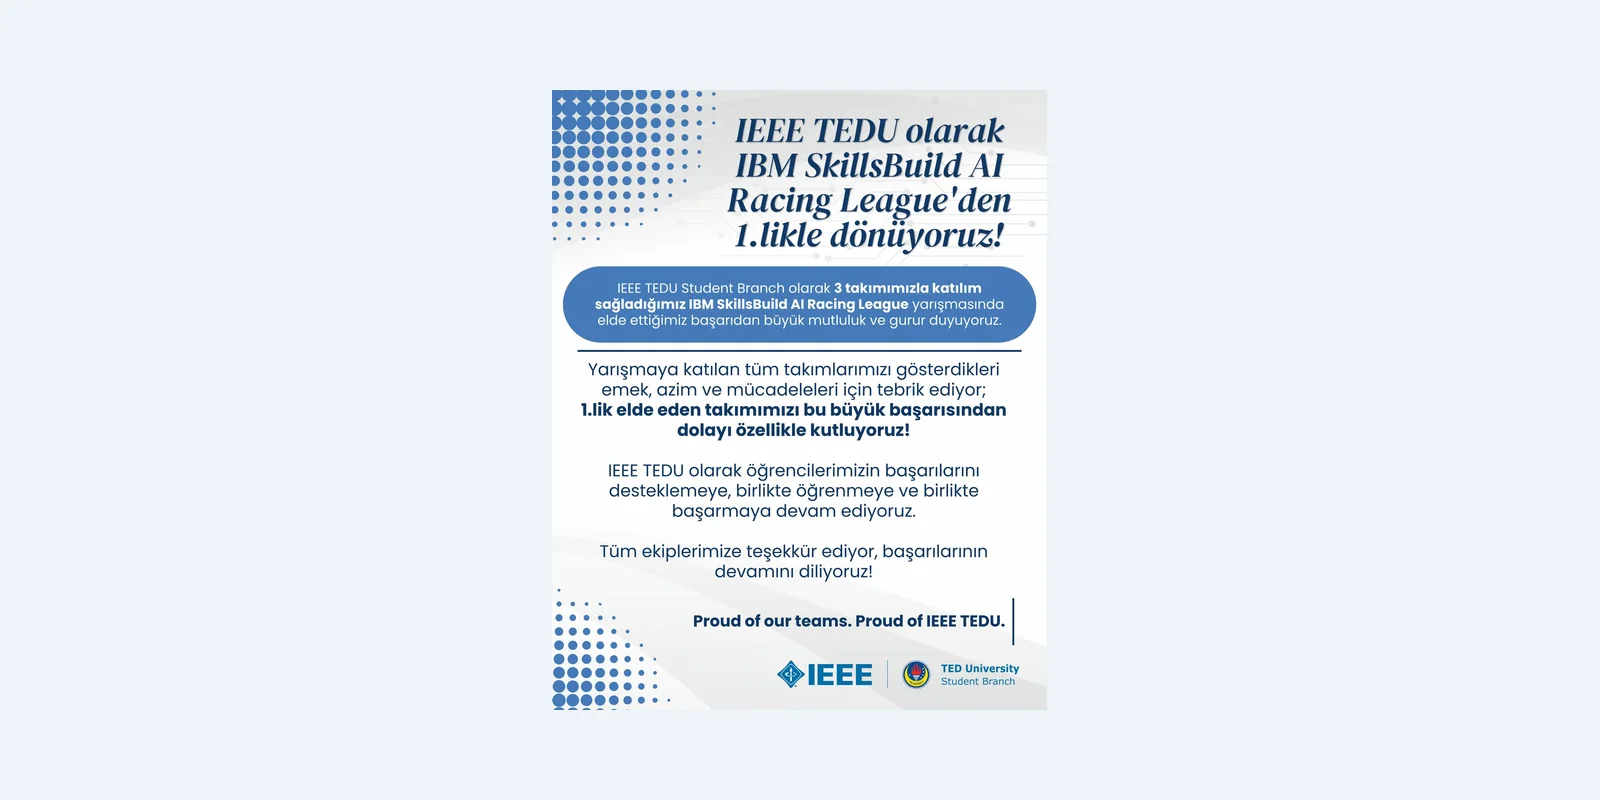 IEEE TEDU olarak
IBM SkillsBuild AI
Racing League'den
1.likle dönüyoruz!
IEEE TEDU Student Branch olarak 3 takımımızla katılım
sağladığımız IBM SkillsBuild AI Racing League yarışmasında
elde ettiğimiz başarıdan büyük mutluluk ve gurur duyuyoruz.
Yarışmaya katılan tüm takımlarımızı gösterdikleri
emek, azim ve mücadeleleri için tebrik ediyor;
1.lik elde eden takımımızı bu büyük başarısından
dolayı özellikle kutluyoruz!
IEEE TEDU olarak öğrencilerimizin başarılarını
desteklemeye, birlikte öğrenmeye ve birlikte
başarmaya devam ediyoruz.
Tüm ekiplerimize teşekkür ediyor, başarılarının
devamını diliyoruz!
Proud of our teams. Proud of IEEE TEDU.
IEEE
TED University
Student Branch